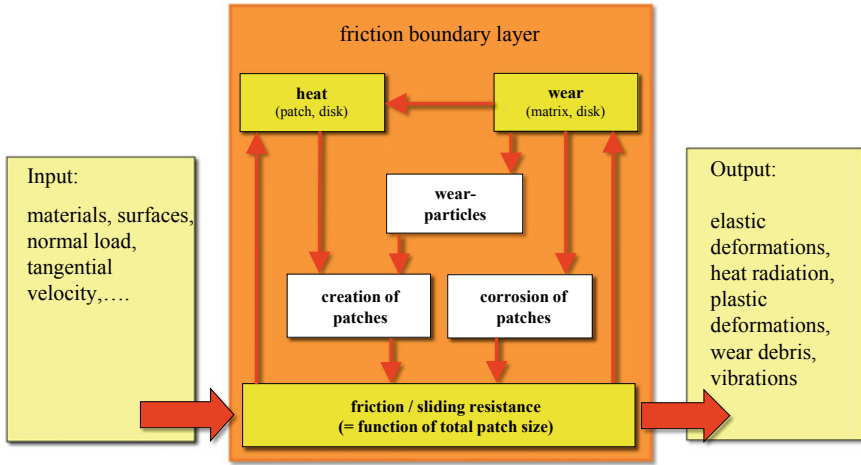 friction boundary layer
heat
(patch, disk)
wear
(matrix, disk)
wear-
particles
creation of
patches
corrosion of
patches
friction / sliding resistance
(= function of total patch size)
Input:
materials, surfaces,
normal load,
tangential
velocity,....
Output:
elastic
deformations,
heat radiation,
plastic
deformations,
wear debris,
vibrations